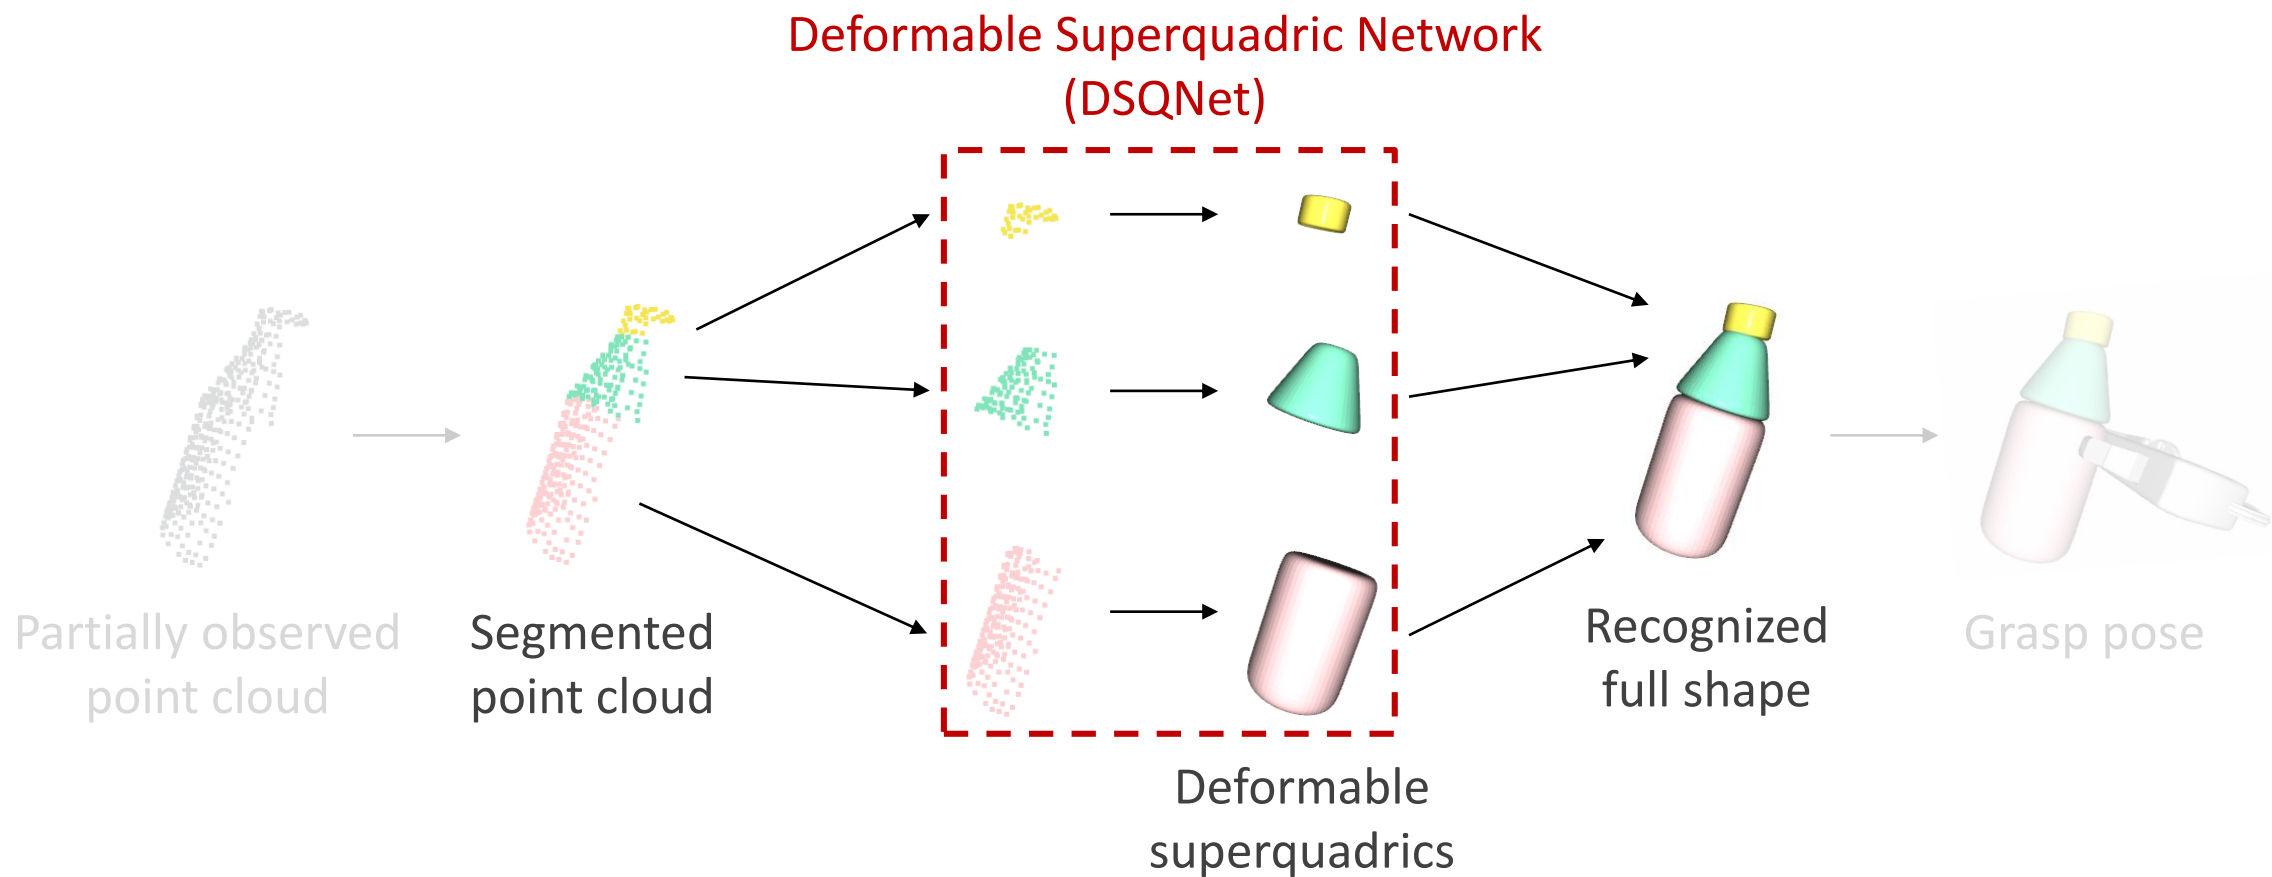 Deformable Superquadric Network
(DSQNet)
Partially observed
point cloud
Segmented
point cloud
Deformable
superquadrics
Recognized
full shape
Grasp pose